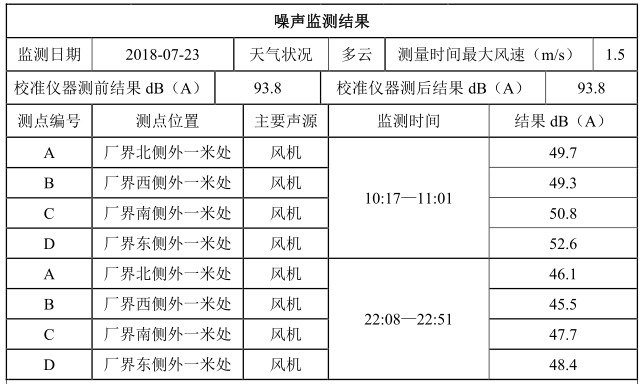 噪声监测结果
监测日期 2018-07-23 天气状况 多云 测量时间最大风速（m/s） 1.5
校准仪器测前结果 dB（A） 93.8 校准仪器测后结果 dB（A） 93.8
测点编号 测点位置 主要声源 监测时间 结果 dB（A）
A 厂界北侧外一米处 风机 10:17—11:01 49.7
B 厂界西侧外一米处 风机 49.3
C 厂界南侧外一米处 风机 50.8
D 厂界东侧外一米处 风机 52.6
A 厂界北侧外一米处 风机 22:08—22:51 46.1
B 厂界西侧外一米处 风机 45.5
C 厂界南侧外一米处 风机 47.7
D 厂界东侧外一米处 风机 48.4